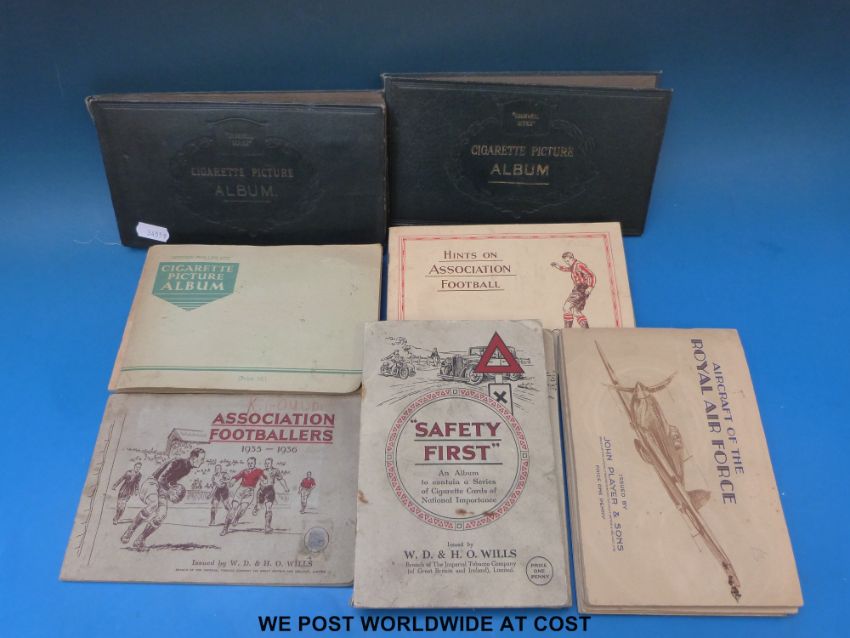 CIGARETTE PICTURE
ALBUM.
CIGARETTE PICTURE
ALBUM
CIGARETTE
PICTURE
ALBUM
HINTS ON
ASSOCIATION
FOOTBALL
ASSOCIATION
FOOTBALLERS
1935-1936
Issued by W. D. & H. O. WILLS
"SAFETY
FIRST"
An Album
to contain a Series
of Cigarette Cards of
National Importance
Issued by
W. D. & H. O. WILLS
Branch of The Imperial Tobacco Company
(of Great Britain and Ireland), Limited.
PRICE
ONE
PENNY
AIRCRAFT OF THE
ROYAL AIR FORCE
ISSUED BY
JOHN PLAYER & SONS
PRICE ONE PENNY
WE POST WORLDWIDE AT COST